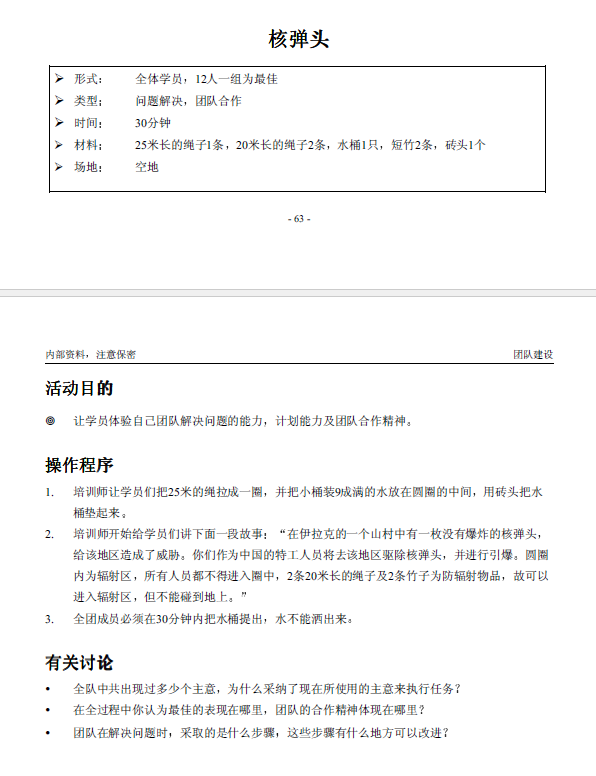 核弹头
➢ 形式： 全体学员，12人一组为最佳
➢ 类型： 问题解决，团队合作
➢ 时间： 30分钟
➢ 材料： 25米长的绳子1条，20米长的绳子2条，水桶1只，短竹2条，砖头1个
➢ 场地： 空地
- 63 -
内部资料，注意保密 团队建设
活动目的
◎ 让学员体验自己团队解决问题的能力，计划能力及团队合作精神。
操作程序
1. 培训师让学员们把25米的绳拉成一圈，并把小桶装9成满的水放在圆圈的中间，用砖头把水
桶垫起来。
2. 培训师开始给学员们讲下面一段故事：“在伊拉克的一个山村中有一枚没有爆炸的核弹头，
给该地区造成了威胁。你们作为中国的特工人员将去该地区驱除核弹头，并进行引爆。圆圈
内为辐射区，所有人员都不得进入圈中，2条20米长的绳子及2条竹子为防辐射物品，故可以
进入辐射区，但不能碰到地上。”
3. 全团成员必须在30分钟内把水桶提出，水不能洒出来。
有关讨论
• 全队中共出现过多少个主意，为什么采纳了现在所使用的主意来执行任务？
• 在全过程中你认为最佳的表现在哪里，团队的合作精神体现在哪里？
• 团队在解决问题时，采取的是什么步骤，这些步骤有什么地方可以改进？